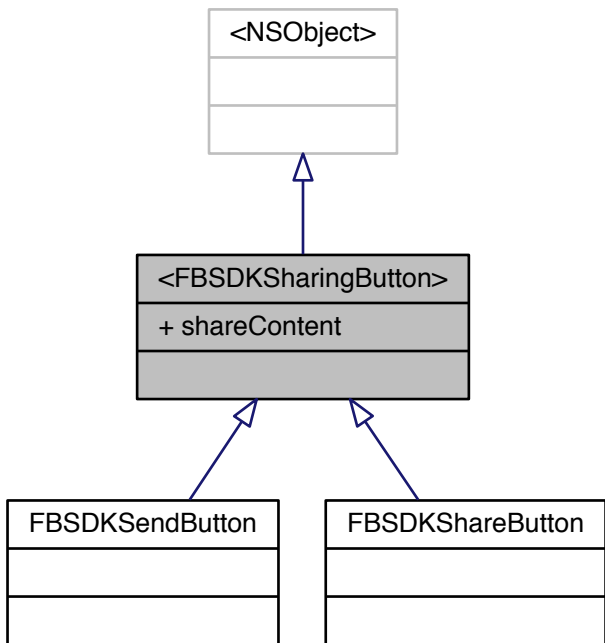 <NSObject>
<FBSDKSharingButton>
+ shareContent
FBSDKSendButton
FBSDKShareButton